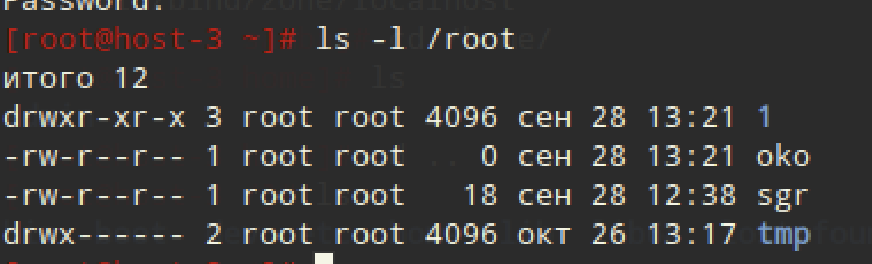 Password:
[root@host-3 ~]# ls -l /root
итого 12
drwxr-xr-x 3 root root 4096 сен 28 13:21 1
-rw-r--r-- 1 root root 0 сен 28 13:21 oko
-rw-r--r-- 1 root root 18 сен 28 12:38 sgr
drwx------ 2 root root 4096 окт 26 13:17 tmp